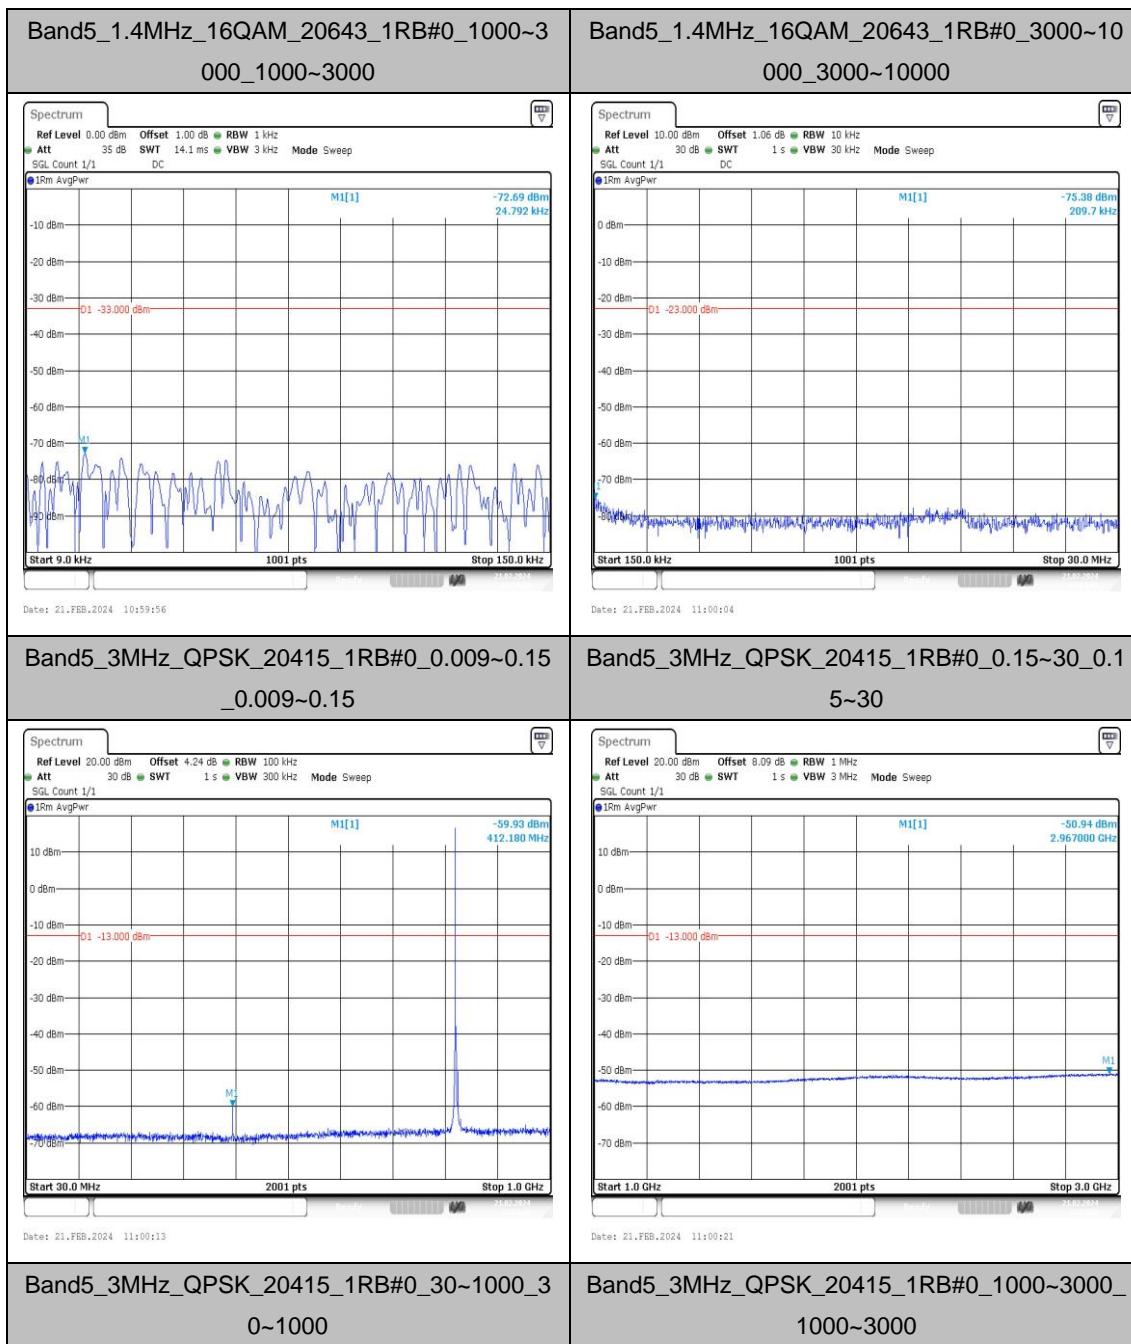 Band5_1.4MHz_16QAM_20643_1RB#0_1000~3
000_1000~3000
Band5_1.4MHz_16QAM_20643_1RB#0_3000~10
000_3000~10000
Spectrum
Ref Level 0.00 dBm Offset 1.00 dB RBW 1 kHz
Att 35 dB SWT 14.1 ms VBW 3 kHz Mode Sweep
SGL Count 1/1 DC
1Rm AvgPwr
M1[1] -72.69 dBm
24.792 kHz
-10 dBm
-20 dBm
-30 dBm
D1 -33.000 dBm
-40 dBm
-50 dBm
-60 dBm
-70 dBm
M1
-80 dBm
-90 dBm
Start 9.0 kHz 1001 pts Stop 150.0 kHz
Date: 21.FEB.2024 10:59:56
Spectrum
Ref Level 10.00 dBm Offset 1.06 dB RBW 10 kHz
Att 30 dB SWT 1 s VBW 30 kHz Mode Sweep
SGL Count 1/1 DC
1Rm AvgPwr
M1[1] -75.38 dBm
209.7 kHz
0 dBm
-10 dBm
-20 dBm
D1 -23.000 dBm
-30 dBm
-40 dBm
-50 dBm
-60 dBm
-70 dBm
-80 dBm
Start 150.0 kHz 1001 pts Stop 30.0 MHz
Date: 21.FEB.2024 11:00:04
Band5_3MHz_QPSK_20415_1RB#0_0.009~0.15
_0.009~0.15
Band5_3MHz_QPSK_20415_1RB#0_0.15~30_0.1
5~30
Spectrum
Ref Level 20.00 dBm Offset 4.24 dB RBW 100 kHz
Att 30 dB SWT 1 s VBW 300 kHz Mode Sweep
SGL Count 1/1
1Rm AvgPwr
M1[1] -59.93 dBm
412.180 MHz
10 dBm
0 dBm
-10 dBm
D1 -13.000 dBm
-20 dBm
-30 dBm
-40 dBm
-50 dBm
M1
-60 dBm
-70 dBm
Start 30.0 MHz 2001 pts Stop 1.0 GHz
Date: 21.FEB.2024 11:00:13
Spectrum
Ref Level 20.00 dBm Offset 8.09 dB RBW 1 MHz
Att 30 dB SWT 1 s VBW 3 MHz Mode Sweep
SGL Count 1/1
1Rm AvgPwr
M1[1] -50.94 dBm
2.967000 GHz
10 dBm
0 dBm
-10 dBm
D1 -13.000 dBm
-20 dBm
-30 dBm
-40 dBm
-50 dBm
M1
-60 dBm
-70 dBm
Start 1.0 GHz 2001 pts Stop 3.0 GHz
Date: 21.FEB.2024 11:00:21
Band5_3MHz_QPSK_20415_1RB#0_30~1000_3
0~1000
Band5_3MHz_QPSK_20415_1RB#0_1000~3000_
1000~3000